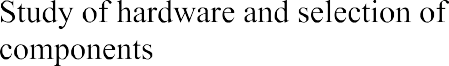 Study of hardware and selection of
components